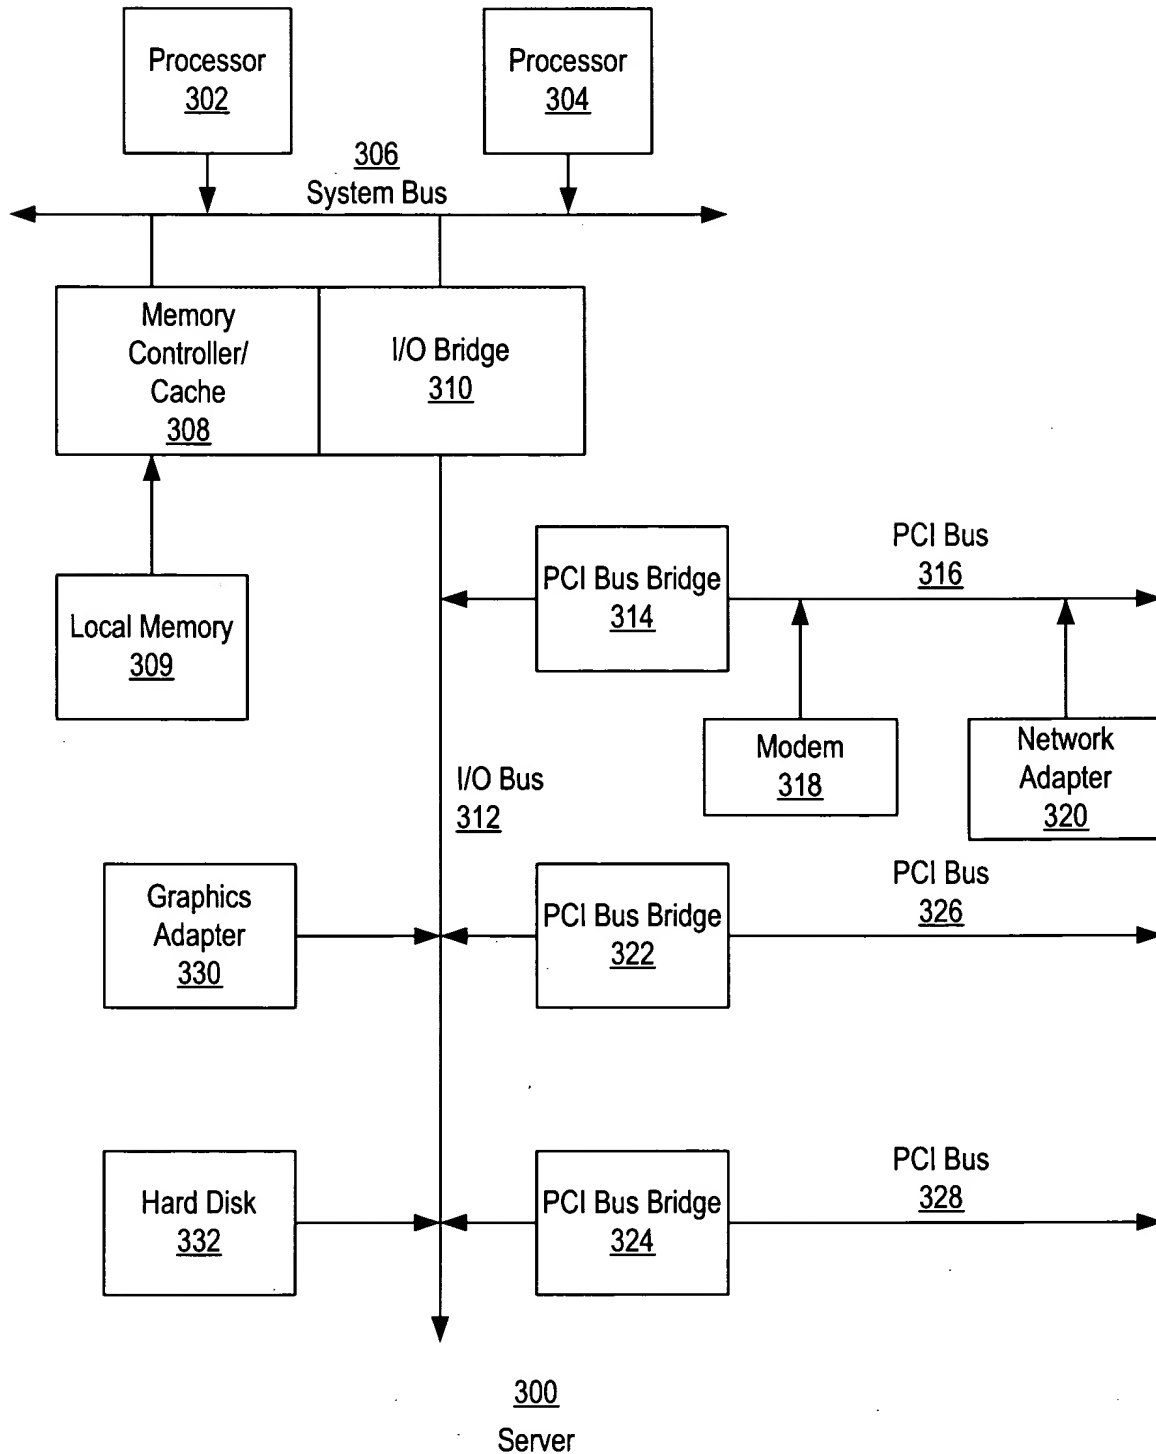 Processor
302
Processor
304
306
System Bus
Memory
Controller/
Cache
308
I/O Bridge
310
PCI Bus Bridge
314
PCI Bus
316
Local Memory
309
Modem
318
Network
Adapter
320
I/O Bus
312
Graphics
Adapter
330
PCI Bus Bridge
322
PCI Bus
326
Hard Disk
332
PCI Bus Bridge
324
PCI Bus
328
300
Server